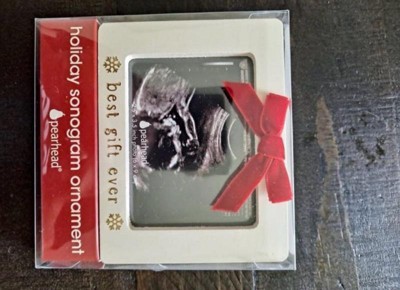 best gift ever
pearhead®
holiday sonogram ornament
pearhead®